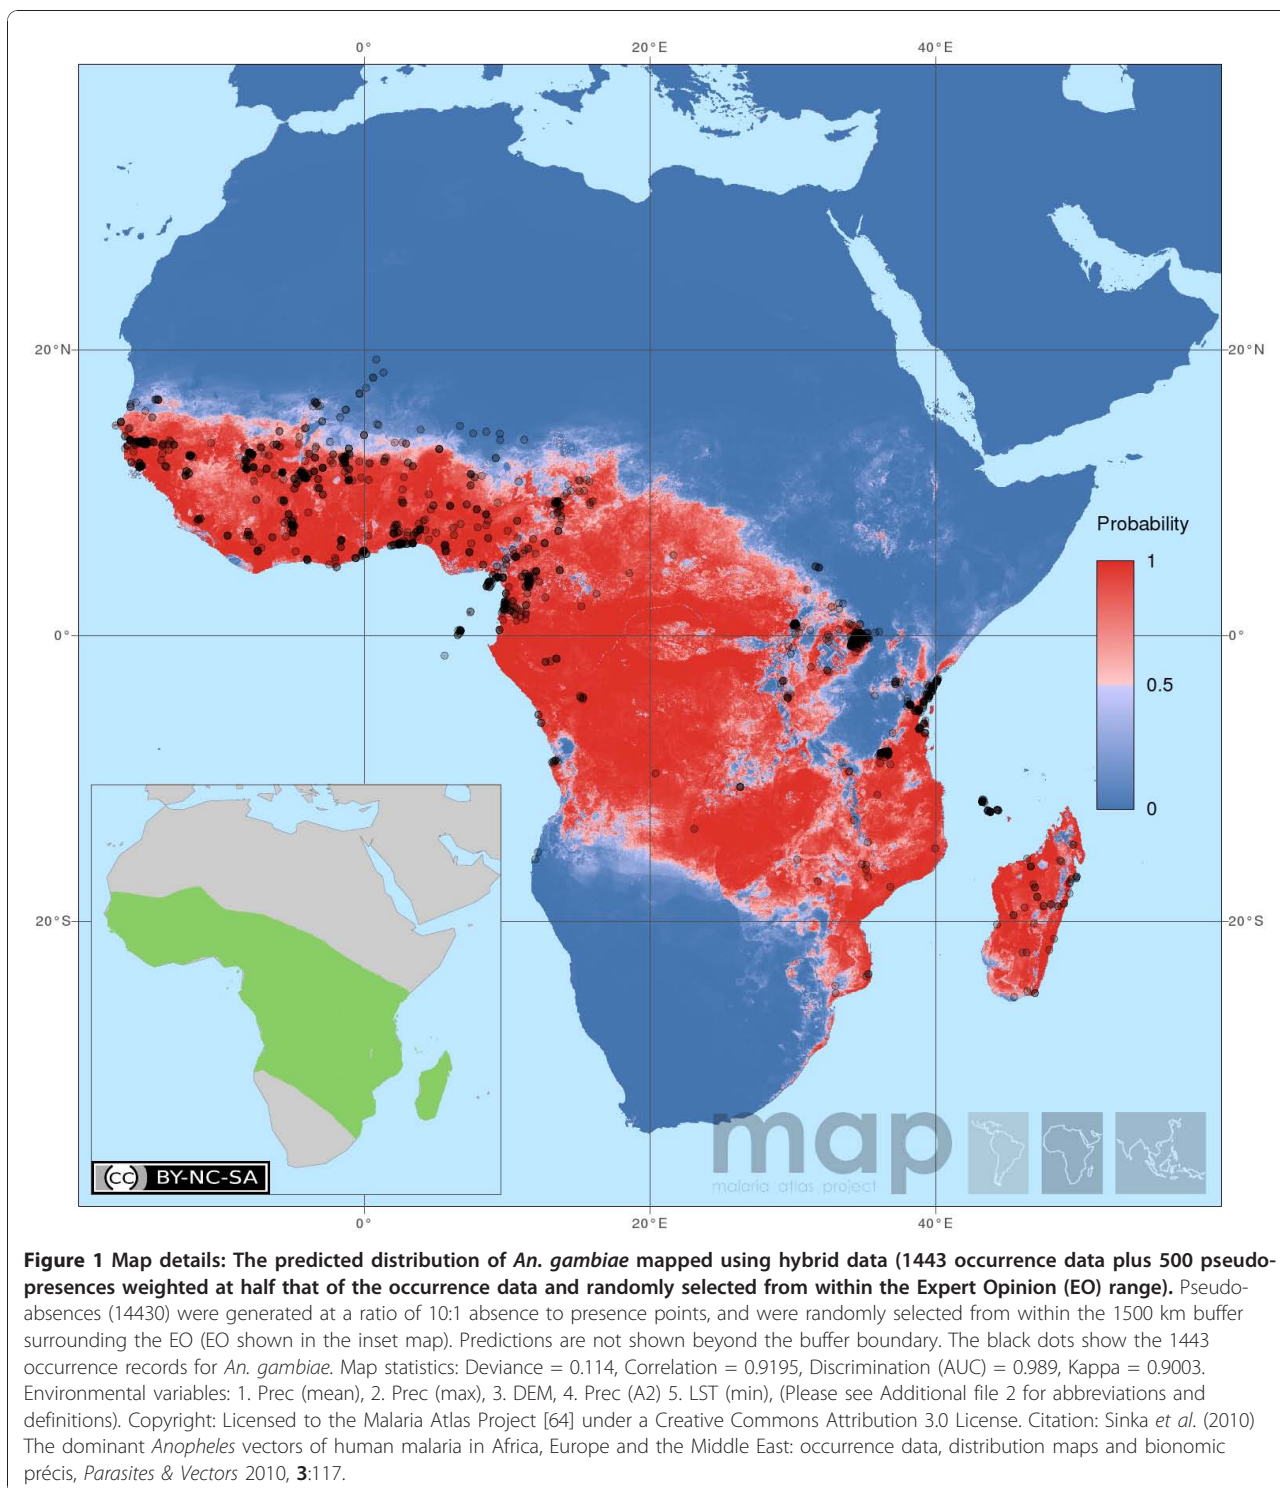 0° 20°E 40°E
20°N 20°N
Probability
1
0° 0°
0.5
0
20°S 20°S
map
malaria atlas project
CC BY-NC-SA
0° 20°E 40°E
Figure 1 Map details: The predicted distribution of An. gambiae mapped using hybrid data (1443 occurrence data plus 500 pseudo-
presences weighted at half that of the occurrence data and randomly selected from within the Expert Opinion (EO) range). Pseudo-
absences (14430) were generated at a ratio of 10:1 absence to presence points, and were randomly selected from within the 1500 km buffer
surrounding the EO (EO shown in the inset map). Predictions are not shown beyond the buffer boundary. The black dots show the 1443
occurrence records for An. gambiae. Map statistics: Deviance = 0.114, Correlation = 0.9195, Discrimination (AUC) = 0.989, Kappa = 0.9003.
Environmental variables: 1. Prec (mean), 2. Prec (max), 3. DEM, 4. Prec (A2) 5. LST (min), (Please see Additional file 2 for abbreviations and
definitions). Copyright: Licensed to the Malaria Atlas Project [64] under a Creative Commons Attribution 3.0 License. Citation: Sinka et al. (2010)
The dominant Anopheles vectors of human malaria in Africa, Europe and the Middle East: occurrence data, distribution maps and bionomic
précis, Parasites & Vectors 2010, 3:117.